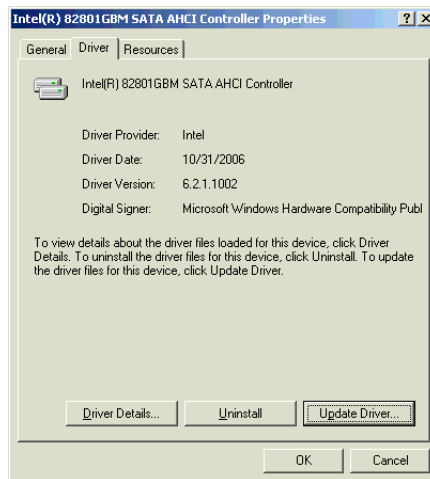 Intel(R) 82801GBM SATA AHCI Controller Properties
General Driver Resources
Intel(R) 82801GBM SATA AHCI Controller
Driver Provider: Intel
Driver Date: 10/31/2006
Driver Version: 6.2.1.1002
Digital Signer: Microsoft Windows Hardware Compatibility Publ
To view details about the driver files loaded for this device, click Driver
Details. To uninstall the driver files for this device, click Uninstall. To update
the driver files for this device, click Update Driver.
Driver Details... Uninstall Update Driver...
OK Cancel